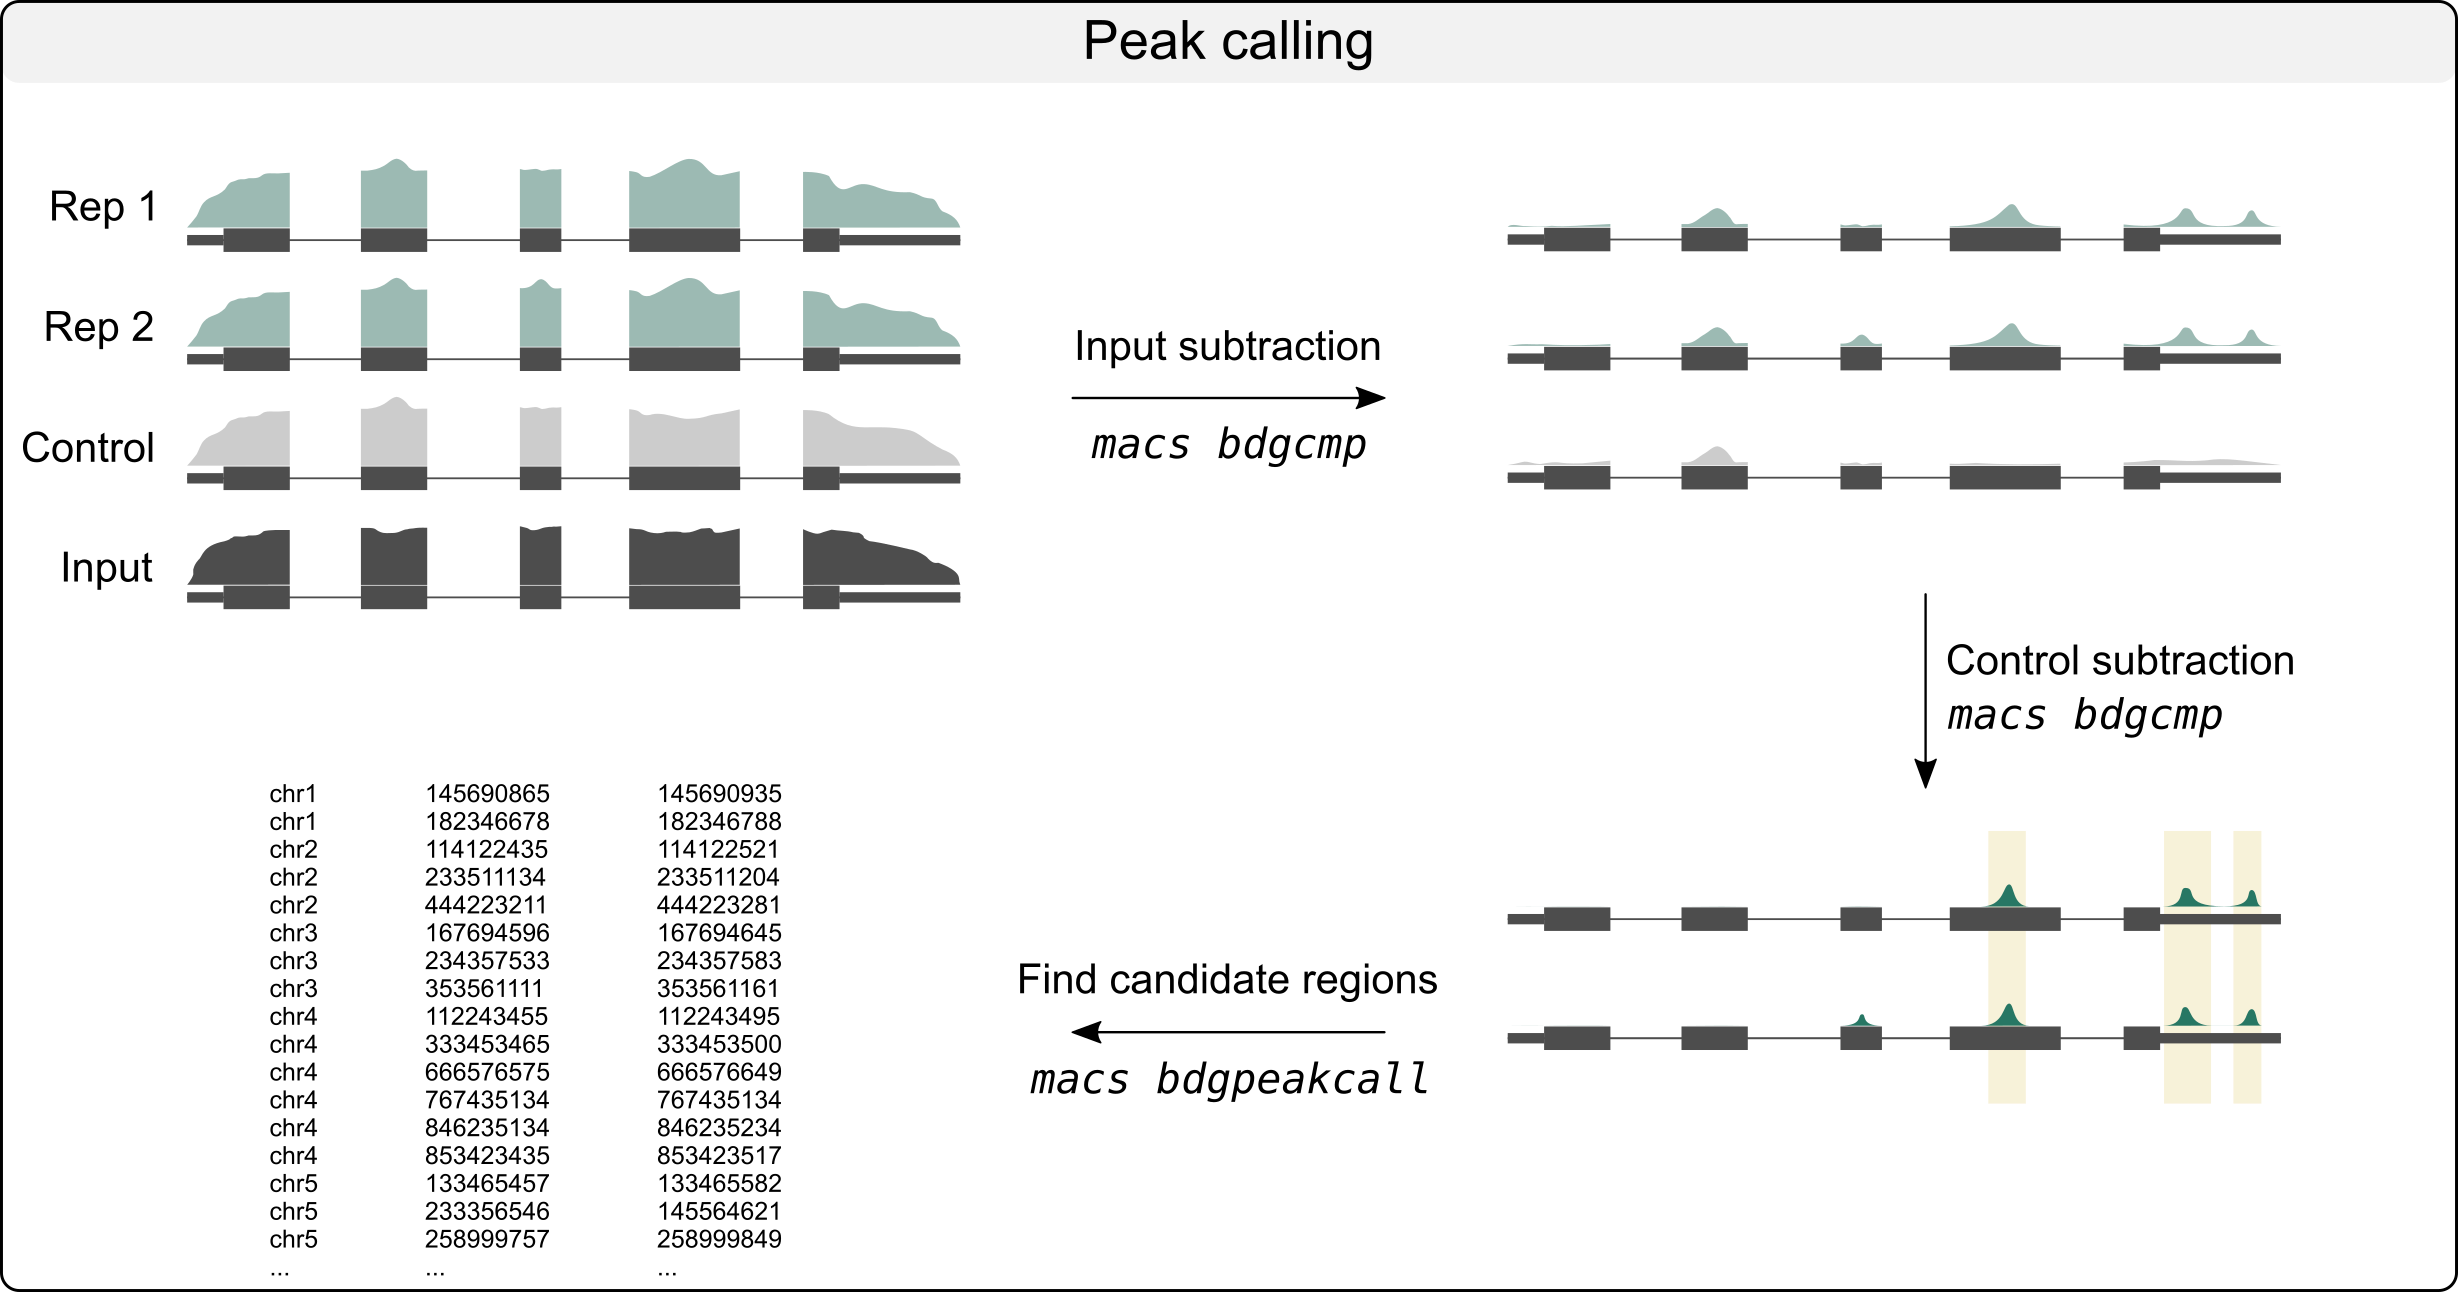 Peak calling
Rep 1
Rep 2
Control
Input
Input subtraction
macs bdgcmp
Control subtraction
macs bdgcmp
Find candidate regions
macs bdgpeakcall
chr1 145690865 145690935
chr1 182346678 182346788
chr2 114122435 114122521
chr2 233511134 233511204
chr2 444223211 444223281
chr3 167694596 167694645
chr3 234357533 234357583
chr3 353561111 353561161
chr4 112243455 112243495
chr4 333453465 333453500
chr4 666576575 666576649
chr4 767435134 767435134
chr4 846235134 846235234
chr4 853423435 853423517
chr5 133465457 133465582
chr5 233356546 145564621
chr5 258999757 258999849
... ... ...